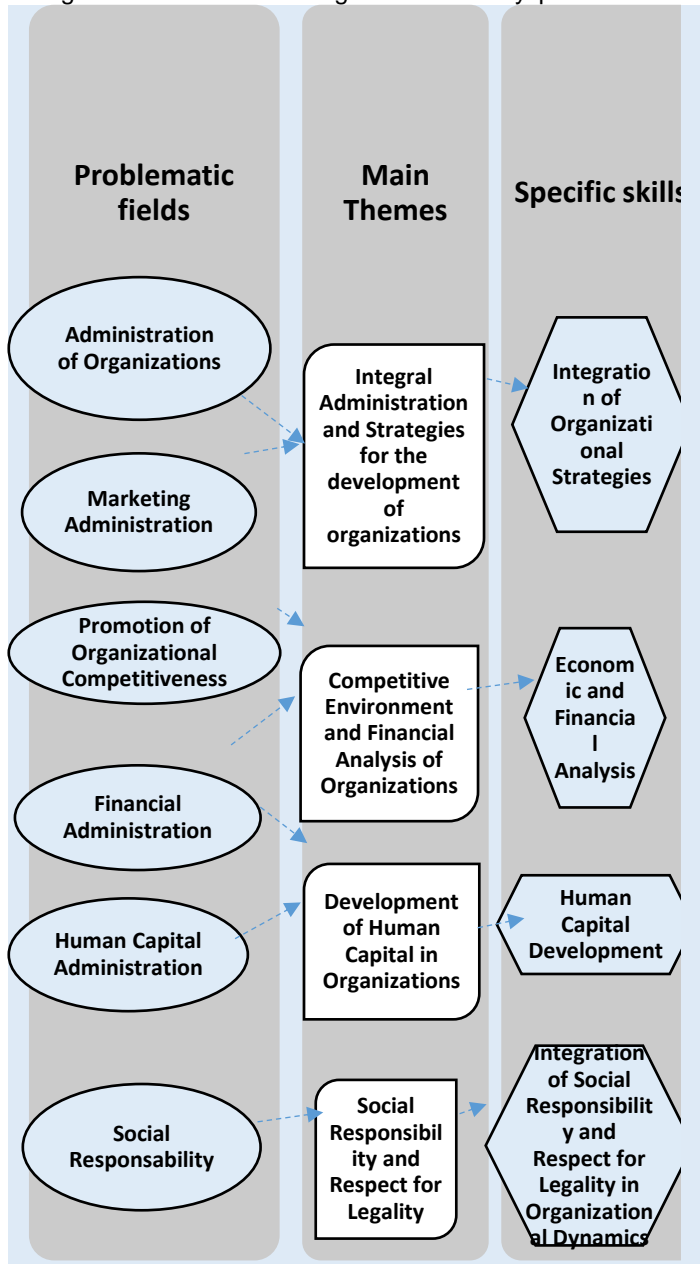 Problematic
fields
Main
Themes
Specific skills
Administration
of Organizations
Marketing
Administration
Promotion of
Organizational
Competitiveness
Financial
Administration
Human Capital
Administration
Social
Responsability
Integral
Administration
and Strategies
for the
development
of
organizations
Competitive
Environment
and Financial
Analysis of
Organizations
Development
of Human
Capital in
Organizations
Social
Responsibil
ity and
Respect for
Legality
Integratio
n of
Organizati
onal
Strategies
Econom
ic and
Financia
l
Analysis
Human
Capital
Development
Integration
of Social
Responsibilit
y and
Respect for
Legality in
Organization
al Dynamics